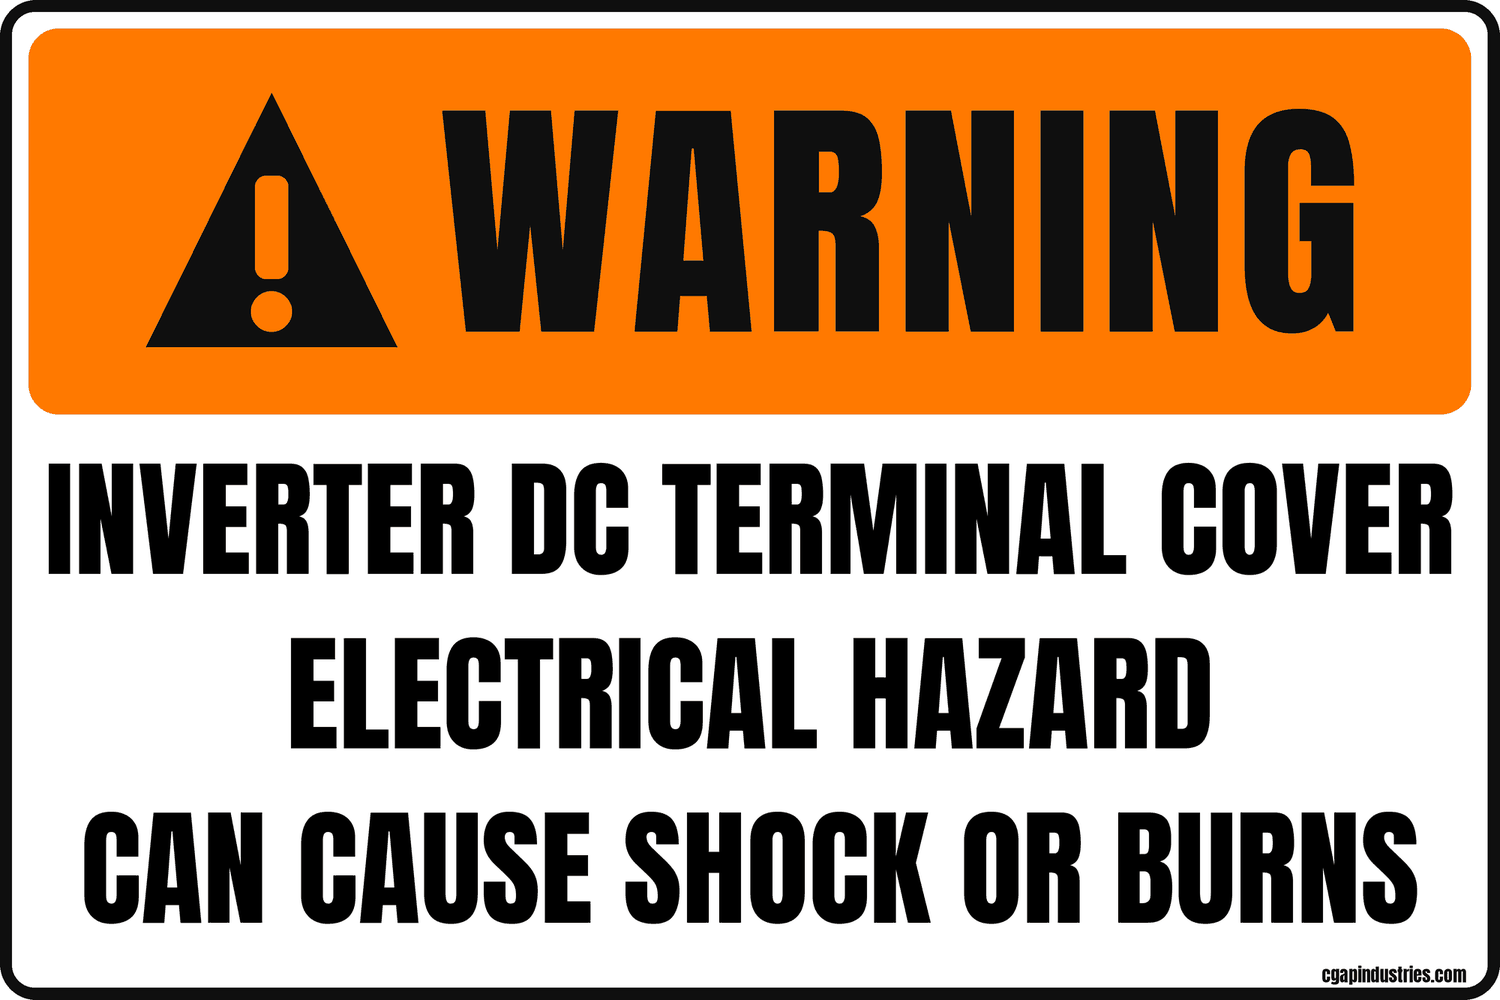 WARNING
INVERTER DC TERMINAL COVER
ELECTRICAL HAZARD
CAN CAUSE SHOCK OR BURNS
cgapindustries.com